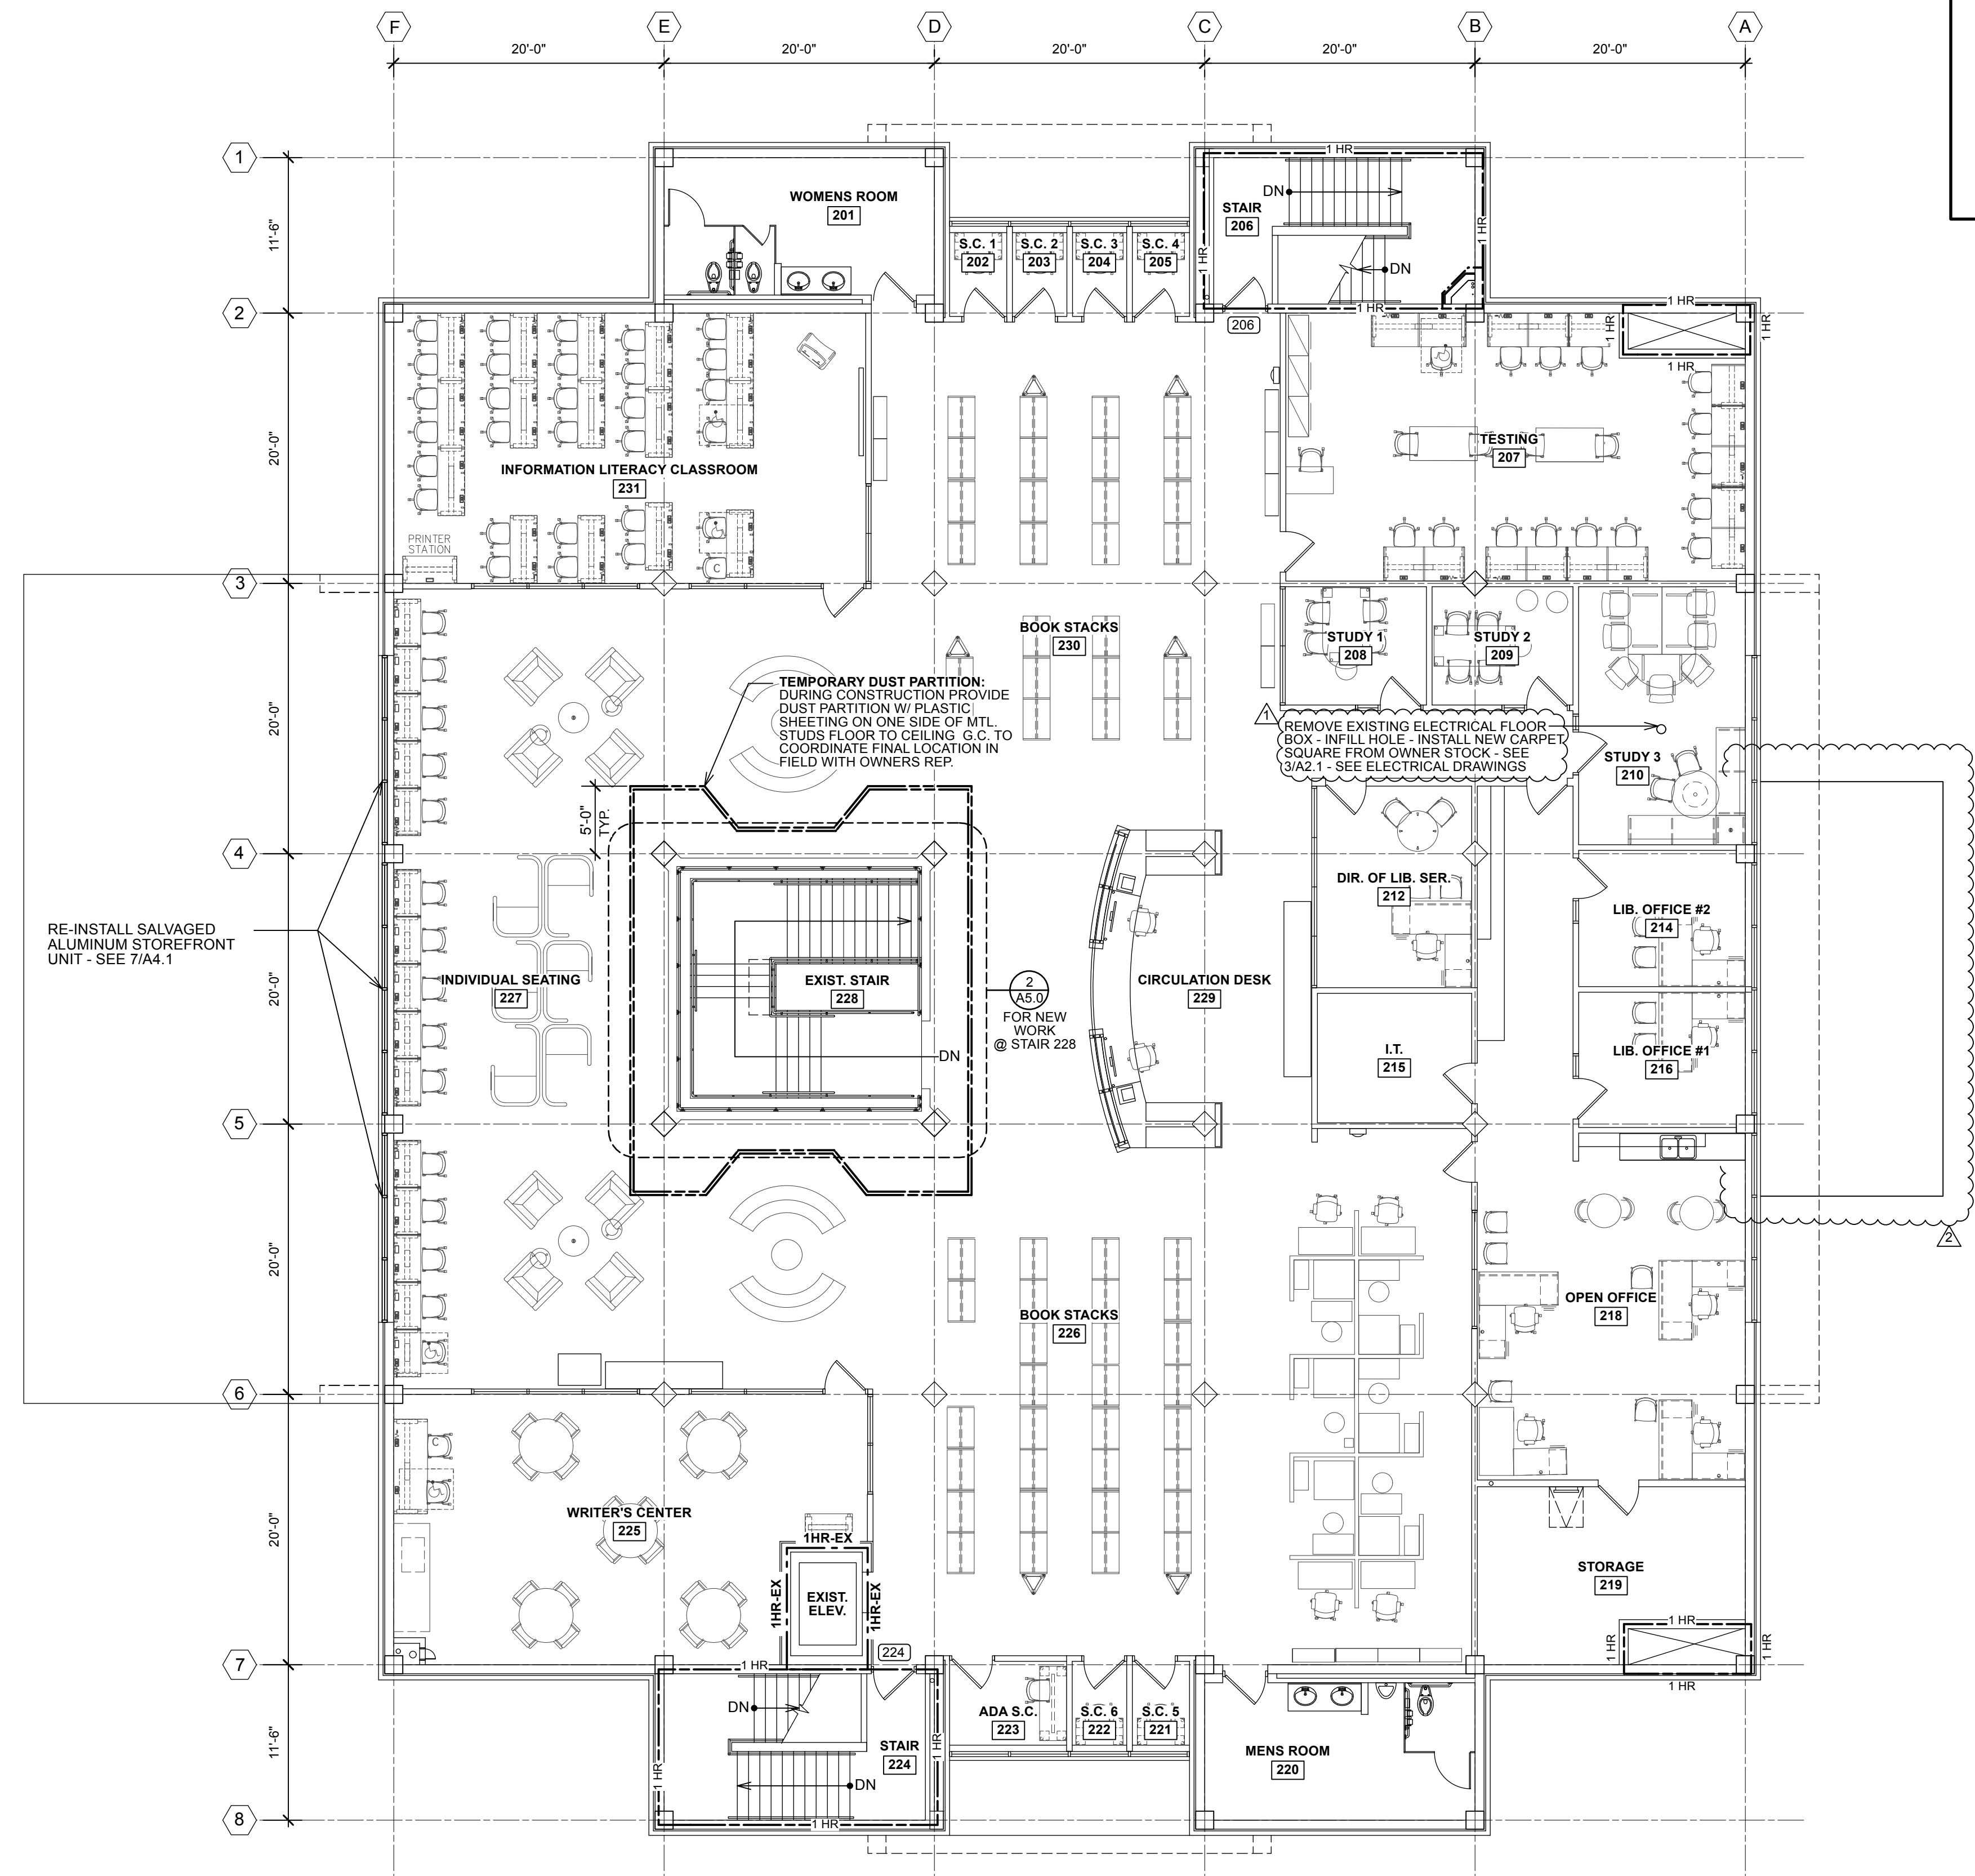 F
E
D
C
B
A
20'-0"
20'-0"
20'-0"
20'-0"
20'-0"
1
2
3
4
5
6
7
8
11'-6"
20'-0"
20'-0"
20'-0"
20'-0"
20'-0"
11'-6"
WOMENS ROOM
201
S.C. 1
202
S.C. 2
203
S.C. 3
204
S.C. 4
205
STAIR
206
DN
DN
1 HR
1 HR
1 HR
1 HR
206
1 HR
1 HR
1 HR
1 HR
INFORMATION LITERACY CLASSROOM
231
PRINTER
STATION
C
TESTING
207
BOOK STACKS
230
STUDY 1
208
STUDY 2
209
STUDY 3
210
TEMPORARY DUST PARTITION:
DURING CONSTRUCTION PROVIDE
DUST PARTITION W/ PLASTIC
SHEETING ON ONE SIDE OF MTL.
STUDS FLOOR TO CEILING G.C. TO
COORDINATE FINAL LOCATION IN
FIELD WITH OWNERS REP.
1
REMOVE EXISTING ELECTRICAL FLOOR
BOX - INFILL HOLE - INSTALL NEW CARPET
SQUARE FROM OWNER STOCK - SEE
3/A2.1 - SEE ELECTRICAL DRAWINGS
5'-0"
TYP.
RE-INSTALL SALVAGED
ALUMINUM STOREFRONT
UNIT - SEE 7/A4.1
INDIVIDUAL SEATING
227
EXIST. STAIR
228
DN
2
A5.0
FOR NEW
WORK
@ STAIR 228
CIRCULATION DESK
229
DIR. OF LIB. SER.
212
LIB. OFFICE #2
214
I.T.
215
LIB. OFFICE #1
216
2
OPEN OFFICE
218
BOOK STACKS
226
C
WRITER'S CENTER
225
1HR-EX
1HR-EX
1HR-EX
EXIST.
ELEV.
224
STORAGE
219
1 HR
1 HR
1 HR
1 HR
1 HR
1 HR
1 HR
1 HR
DN
DN
STAIR
224
ADA S.C.
223
S.C. 6
222
S.C. 5
221
MENS ROOM
220